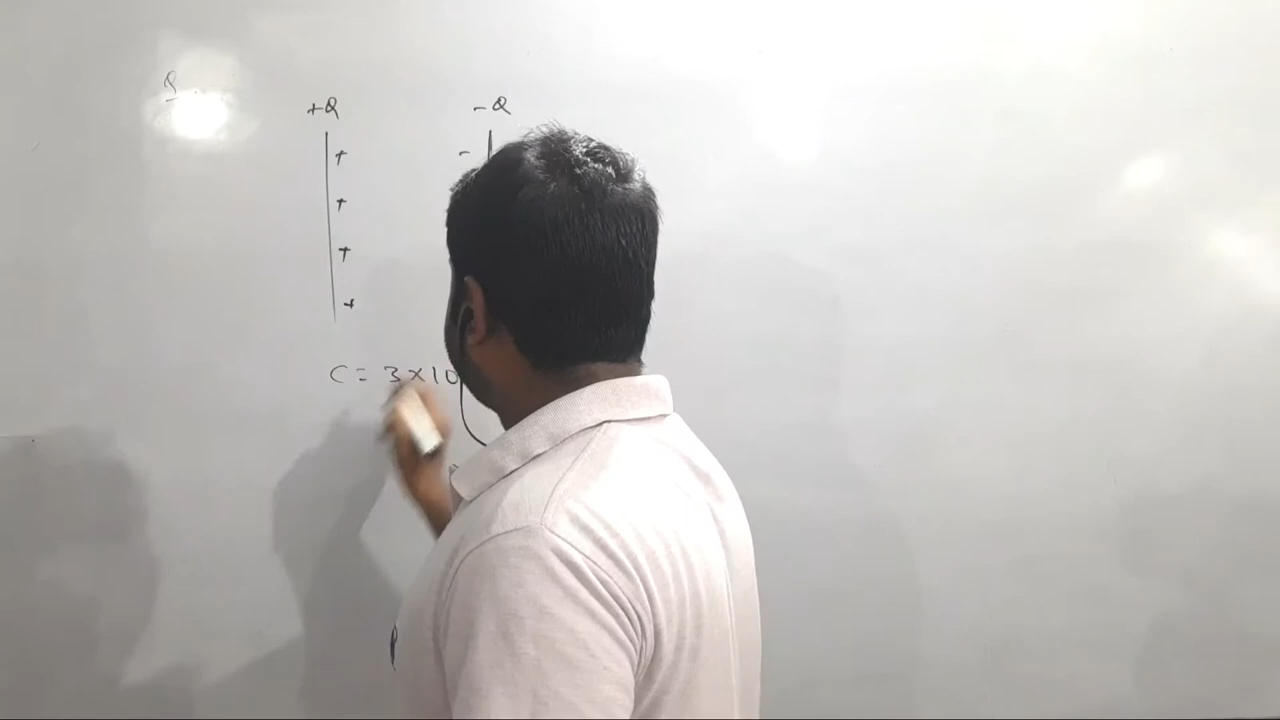 Q
+Q -Q
+ -
+
+
+
C = 3×10